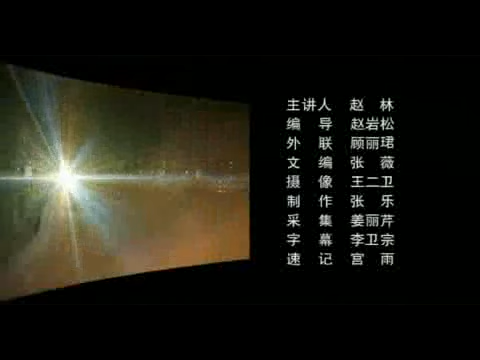 主讲人 赵 林
编 导 赵岩松
外 联 顾丽珺
文 编 张 薇
摄 像 王二卫
制 作 张 乐
采 集 姜丽芹
字 幕 李卫宗
速 记 宫 雨